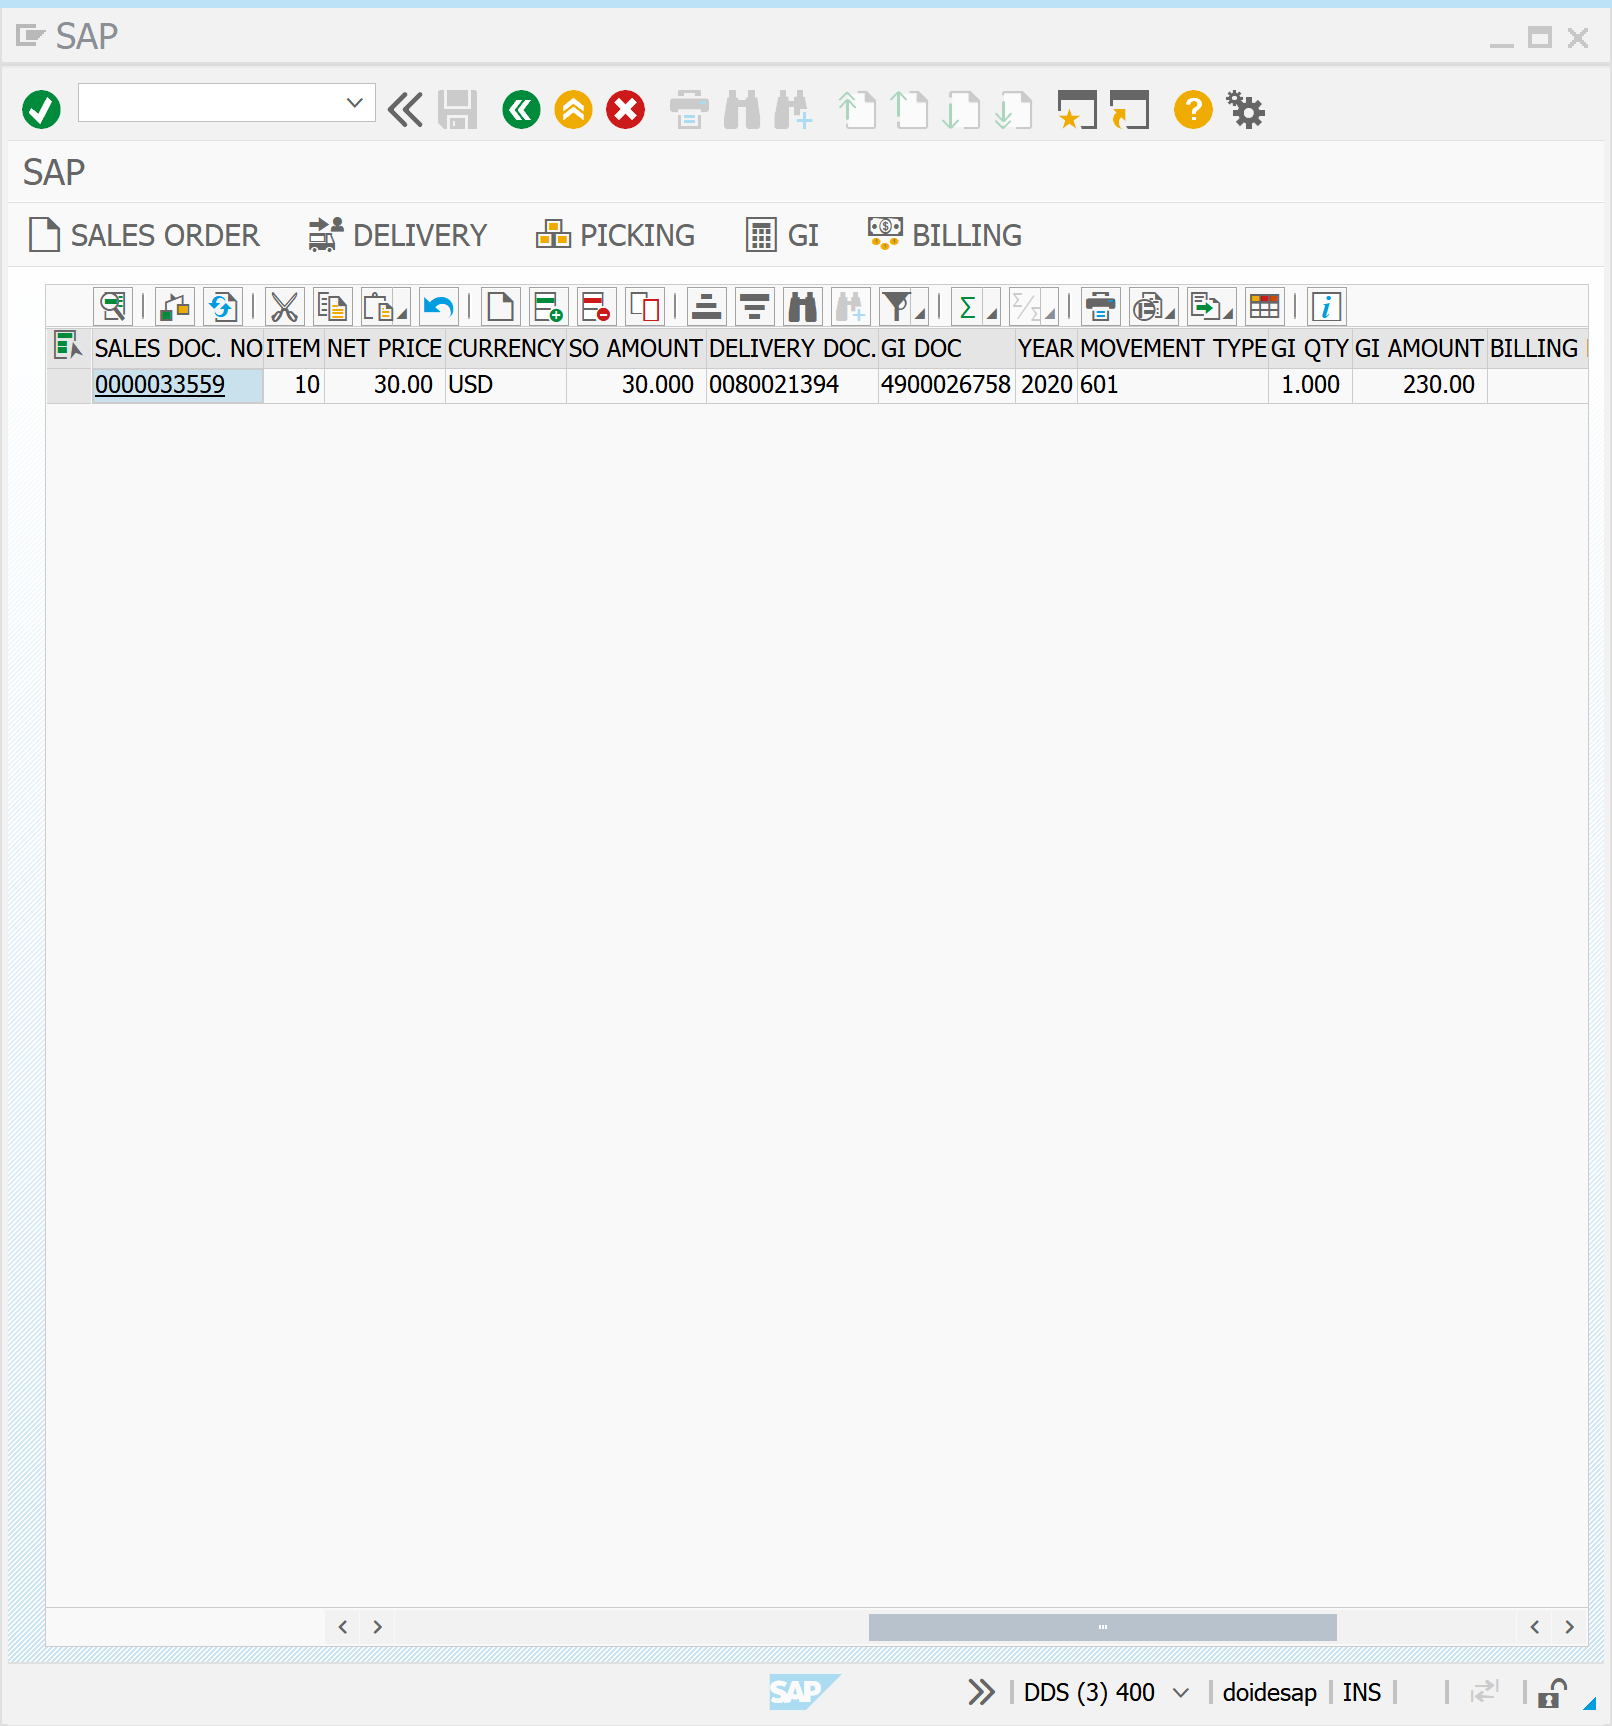 SAP
SAP
SALES ORDER DELIVERY PICKING GI BILLING
SALES DOC. NO ITEM NET PRICE CURRENCY SO AMOUNT DELIVERY DOC. GI DOC YEAR MOVEMENT TYPE GI QTY GI AMOUNT BILLING
0000033559 10 30.00 USD 30.000 0080021394 4900026758 2020 601 1.000 230.00
SAP DDS (3) 400 doidesap INS